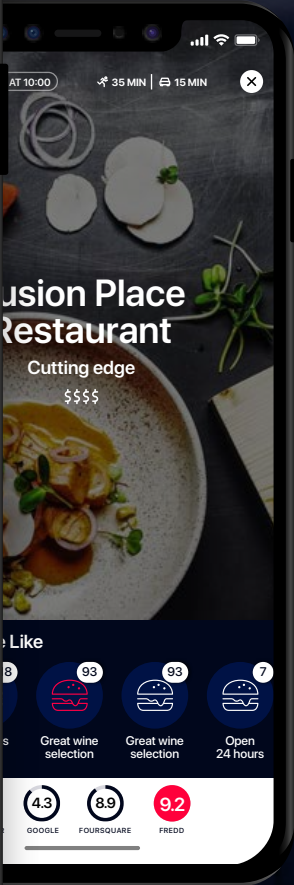 AT 10:00 35 MIN | 15 MIN
usion Place
Restaurant
Cutting edge
$$$$
e Like
8 93 93 7
s Great wine selection Great wine selection Open 24 hours
4.3 8.9 9.2
GOOGLE FOURSQUARE FREDD